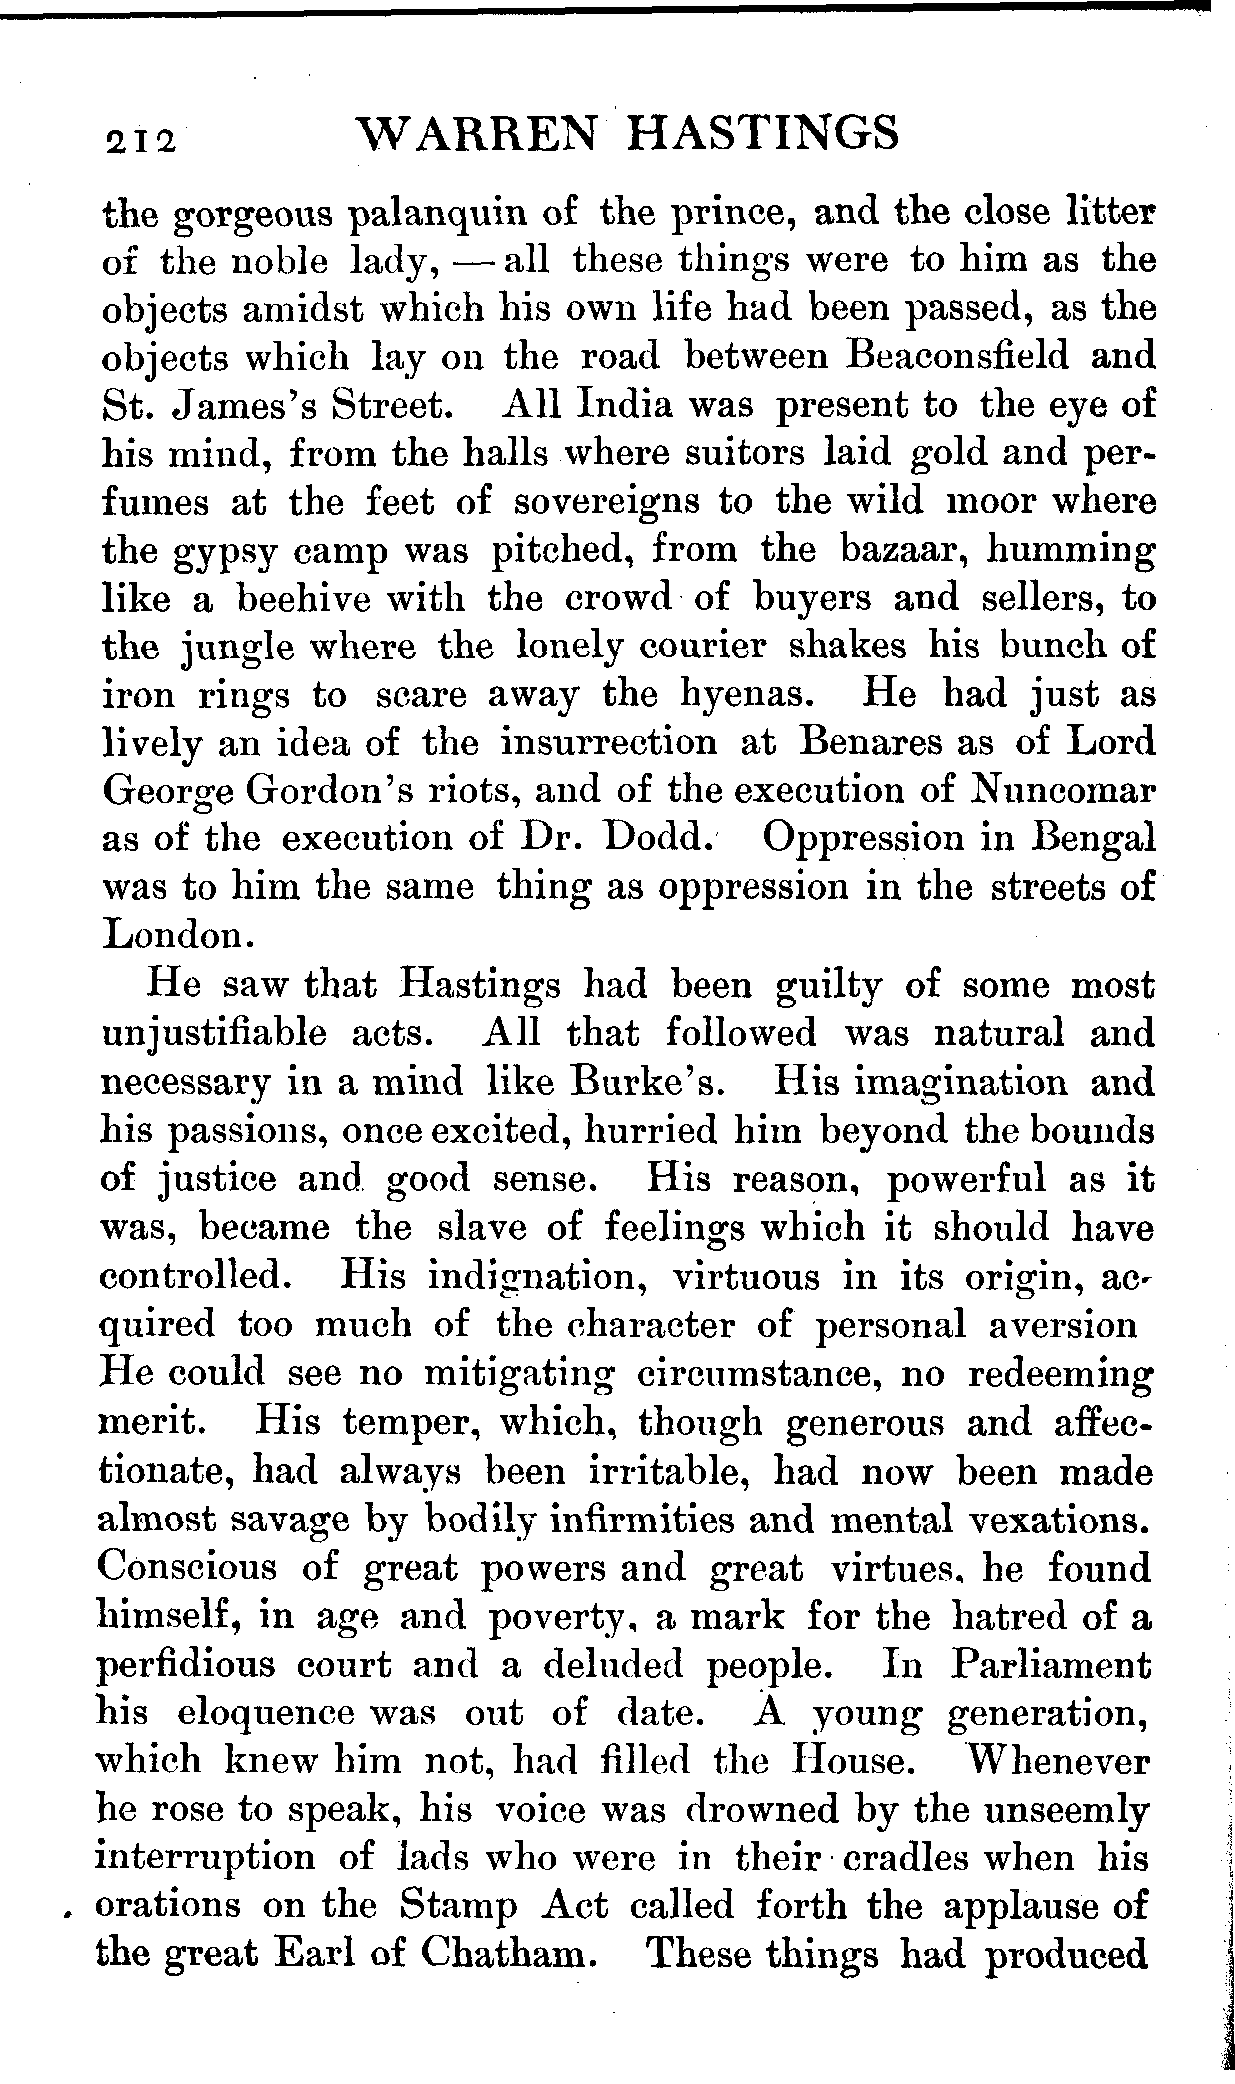 212 WARREN HASTINGS
the gorgeous palanquin of the prince, and the close litter
of the noble lady, — all these things were to him as the
objects amidst which his own life had been passed, as the
objects which lay on the road between Beaconsfield and
St. James's Street. All India was present to the eye of
his mind, from the halls where suitors laid gold and per-
fumes at the feet of sovereigns to the wild moor where
the gypsy camp was pitched, from the bazaar, humming
like a beehive with the crowd of buyers and sellers, to
the jungle where the lonely courier shakes his bunch of
iron rings to scare away the hyenas. He had just as
lively an idea of the insurrection at Benares as of Lord
George Gordon's riots, and of the execution of Nuncomar
as of the execution of Dr. Dodd. Oppression in Bengal
was to him the same thing as oppression in the streets of
London.
He saw that Hastings had been guilty of some most
unjustifiable acts. All that followed was natural and
necessary in a mind like Burke's. His imagination and
his passions, once excited, hurried him beyond the bounds
of justice and good sense. His reason, powerful as it
was, became the slave of feelings which it should have
controlled. His indignation, virtuous in its origin, ac-
quired too much of the character of personal aversion
He could see no mitigating circumstance, no redeeming
merit. His temper, which, though generous and affec-
tionate, had always been irritable, had now been made
almost savage by bodily infirmities and mental vexations.
Conscious of great powers and great virtues, he found
himself, in age and poverty, a mark for the hatred of a
perfidious court and a deluded people. In Parliament
his eloquence was out of date. A young generation,
which knew him not, had filled the House. Whenever
he rose to speak, his voice was drowned by the unseemly
interruption of lads who were in their cradles when his
orations on the Stamp Act called forth the applause of
the great Earl of Chatham. These things had produced